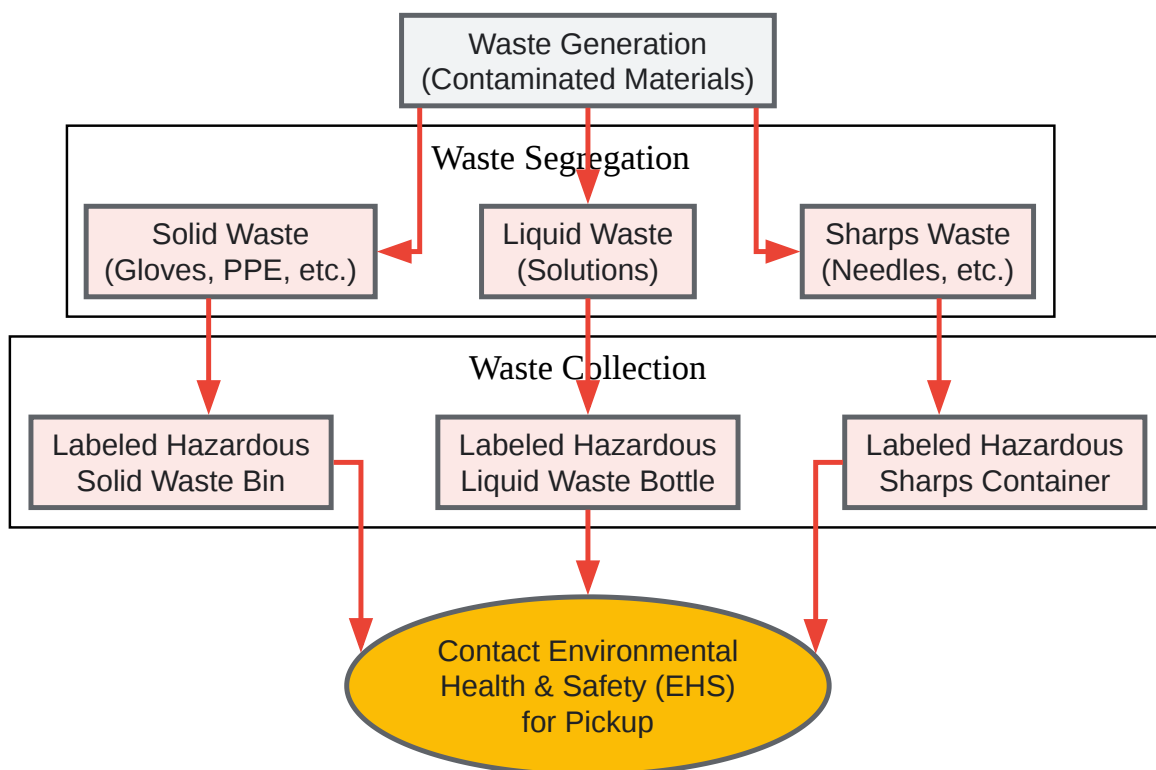 Waste Generation
(Contaminated Materials)
Waste Segregation
Solid Waste
(Gloves, PPE, etc.)
Liquid Waste
(Solutions)
Sharps Waste
(Needles, etc.)
Waste Collection
Labeled Hazardous
Solid Waste Bin
Labeled Hazardous
Liquid Waste Bottle
Labeled Hazardous
Sharps Container
Contact Environmental
Health & Safety (EHS)
for Pickup